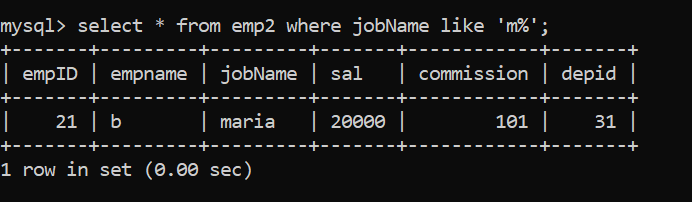 mysql> select * from emp2 where jobName like 'm%';
+-------+---------+---------+-------+------------+-------+
| empID | empname | jobName | sal   | commission | depid |
+-------+---------+---------+-------+------------+-------+
|    21 | b       | maria   | 20000 |        101 |    31 |
+-------+---------+---------+-------+------------+-------+
1 row in set (0.00 sec)